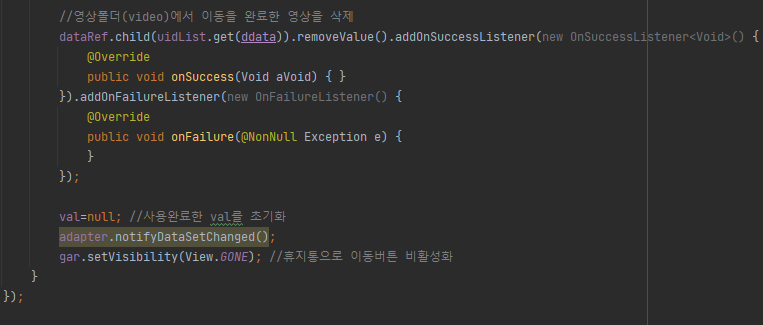 //영상폴더(video)에서 이동을 완료한 영상을 삭제
dataRef.child(uidList.get(ddata)).removeValue().addOnSuccessListener(new OnSuccessListener<Void>() {
@Override
public void onSuccess(Void aVoid) { }
}).addOnFailureListener(new OnFailureListener() {
@Override
public void onFailure(@NonNull Exception e) {
}
});
val=null; //사용완료한 val을 초기화
adapter.notifyDataSetChanged();
gar.setVisibility(View.GONE); //휴지통으로 이동버튼 비활성화
}
});